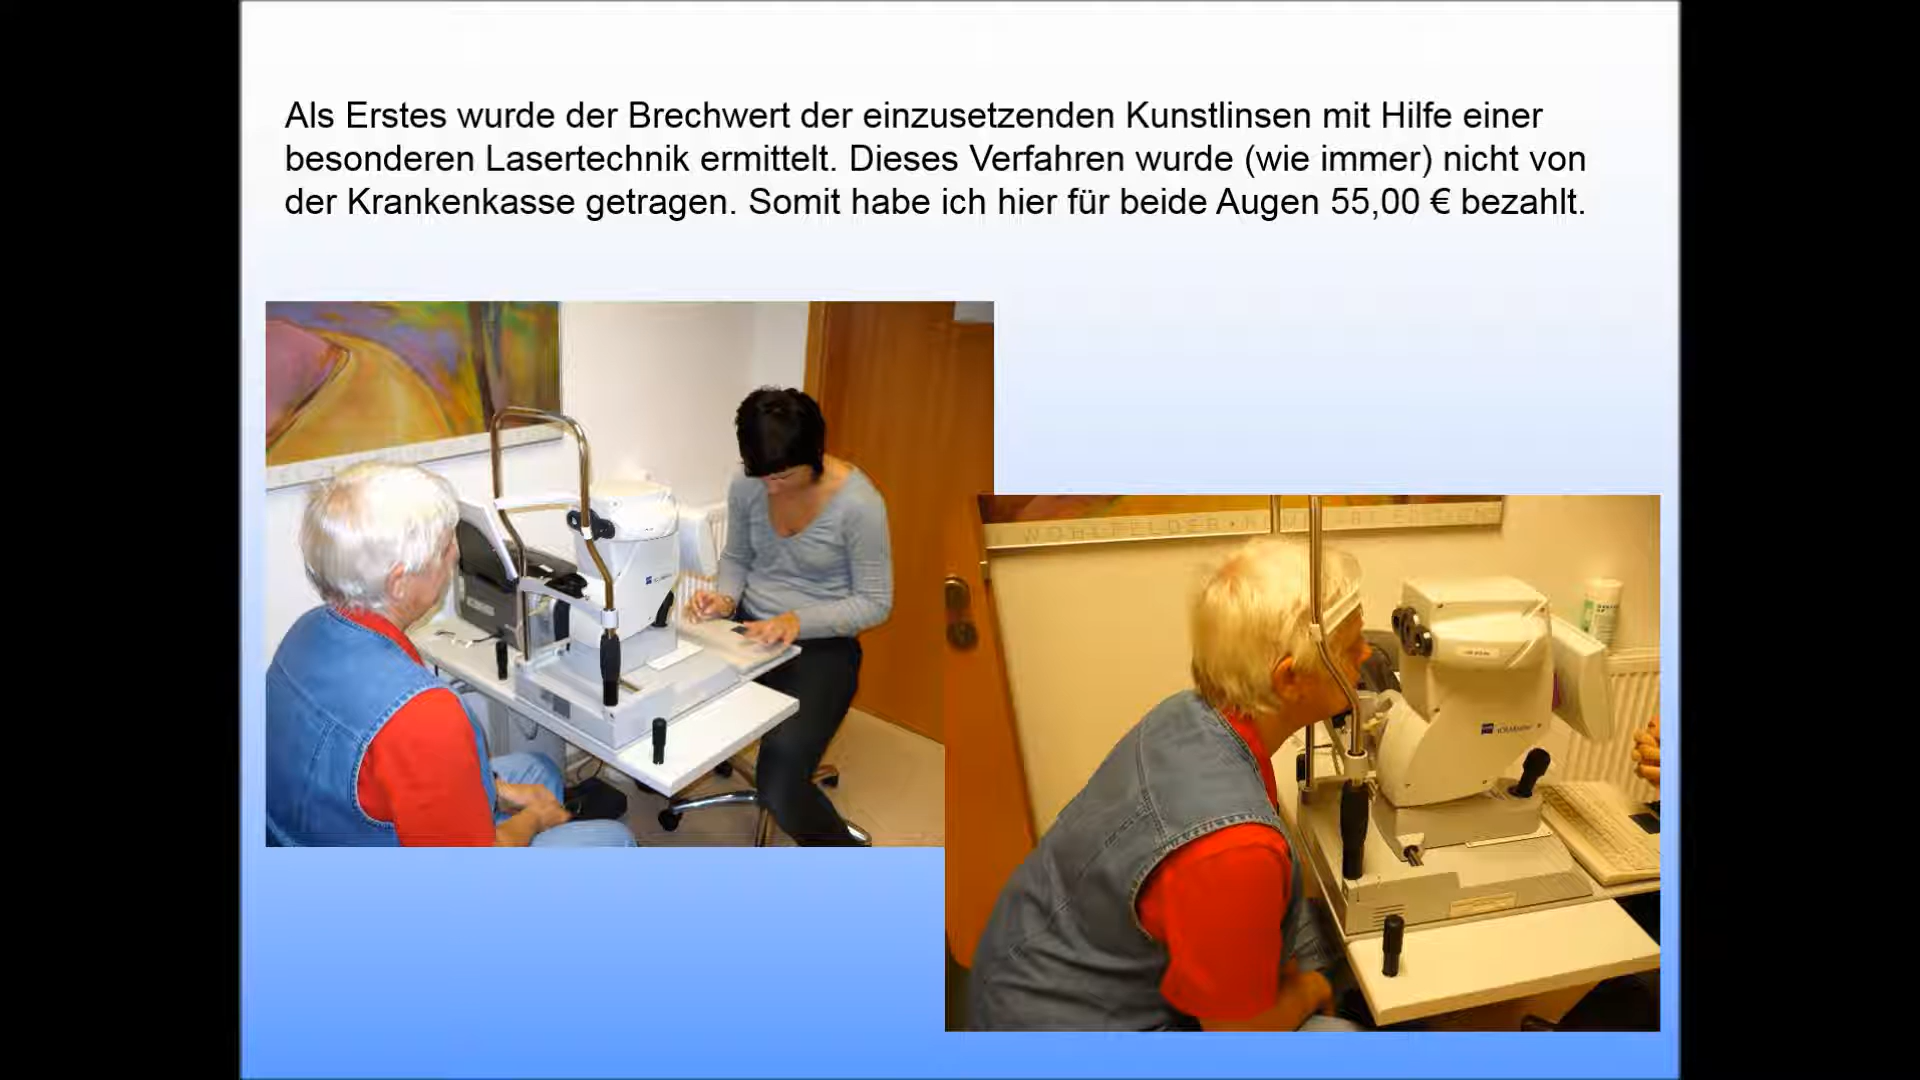 Als Erstes wurde der Brechwert der einzusetzenden Kunstlinsen mit Hilfe einer
besonderen Lasertechnik ermittelt. Dieses Verfahren wurde (wie immer) nicht von
der Krankenkasse getragen. Somit habe ich hier für beide Augen 55,00 € bezahlt.
WOHLFELDER